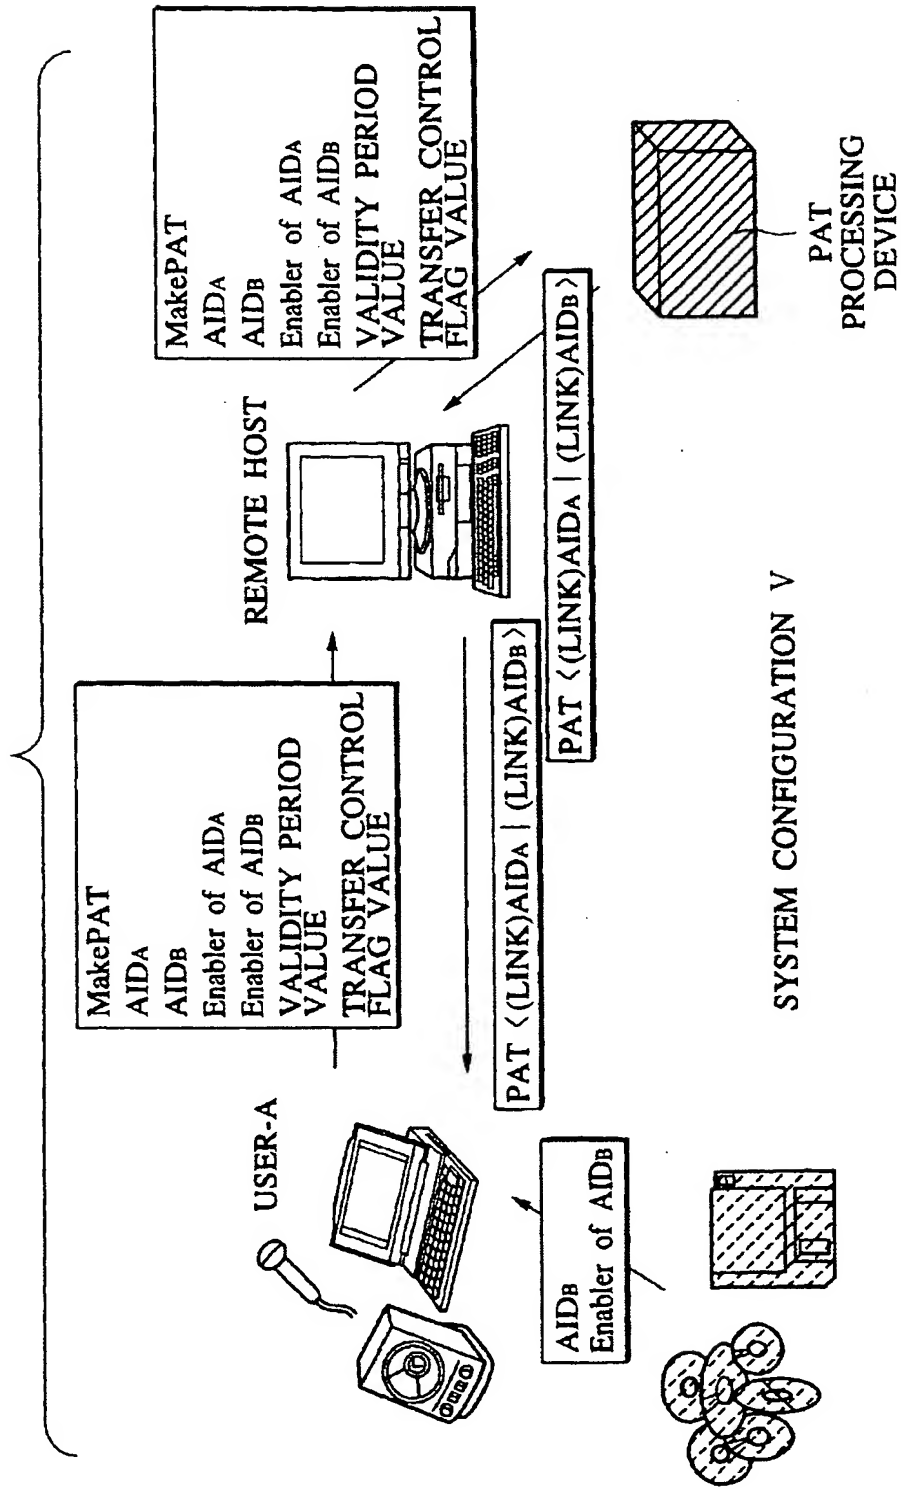 USER-A
MakePAT
AIDA
AIDB
Enabler of AIDA
Enabler of AIDB
VALIDITY PERIOD
VALUE
TRANSFER CONTROL
FLAG VALUE
REMOTE HOST
MakePAT
AIDA
AIDB
Enabler of AIDA
Enabler of AIDB
VALIDITY PERIOD
VALUE
TRANSFER CONTROL
FLAG VALUE
PAT <(LINK)AIDA | (LINK)AIDB>
PAT <(LINK)AIDA | (LINK)AIDB>
AIDB
Enabler of AIDB
PAT
PROCESSING
DEVICE
SYSTEM CONFIGURATION V